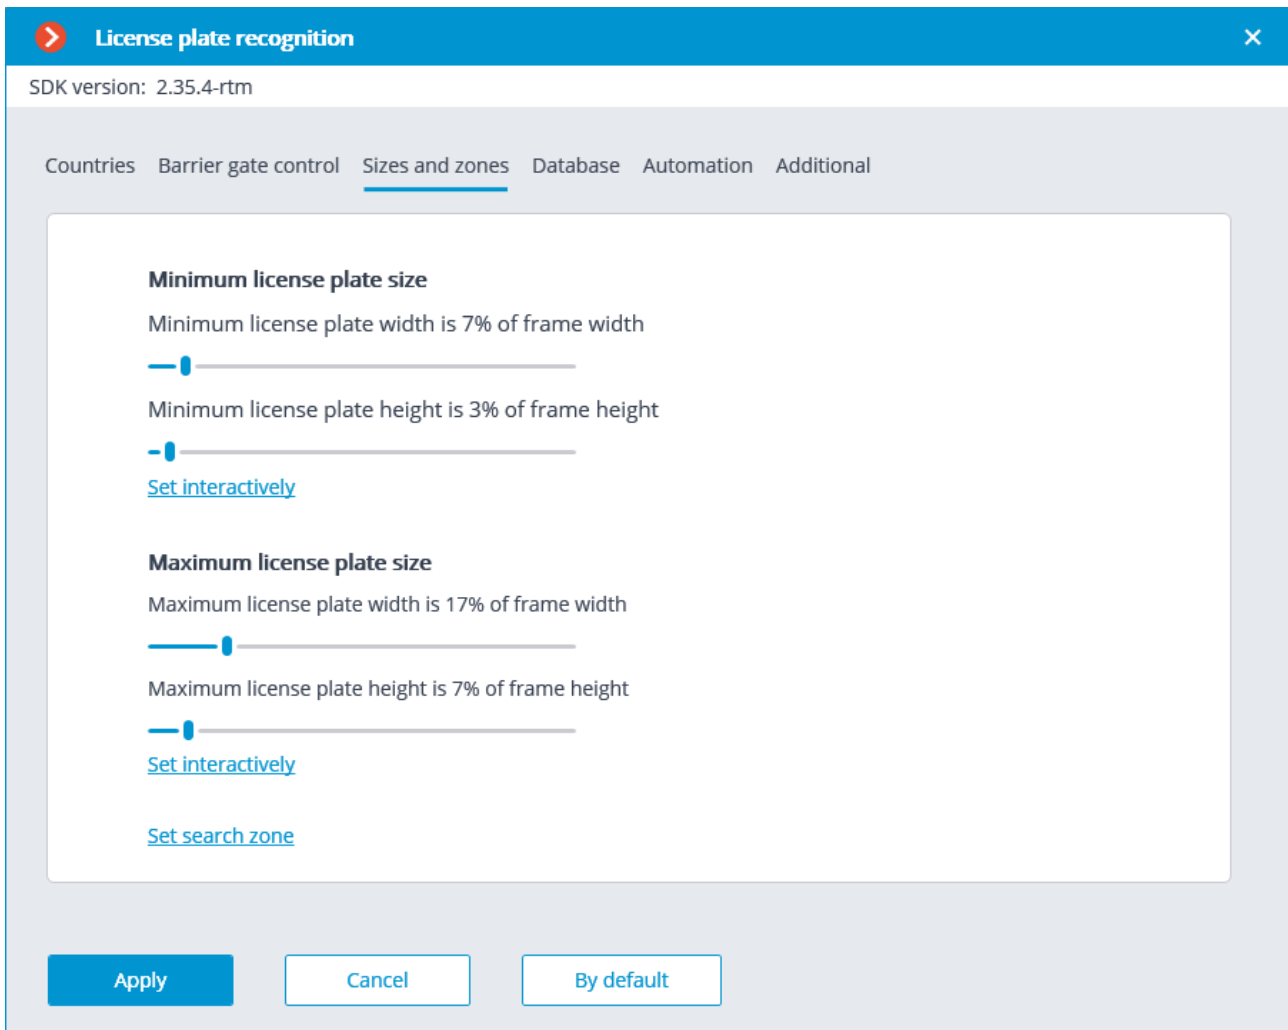 License plate recognition
SDK version: 2.35.4-rtm
Countries Barrier gate control Sizes and zones Database Automation Additional
Minimum license plate size
Minimum license plate width is 7% of frame width
Minimum license plate height is 3% of frame height
Set interactively
Maximum license plate size
Maximum license plate width is 17% of frame width
Maximum license plate height is 7% of frame height
Set interactively
Set search zone
Apply Cancel By default